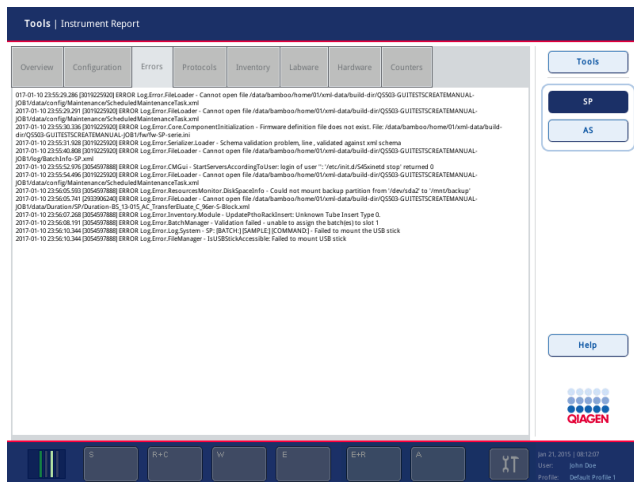 Tools | Instrument Report
Overview
Configuration
Errors
Protocols
Inventory
Labware
Hardware
Counters
017-01-10 23:55:29.286 [3019225920] ERROR Log.Error.FileLoader - Cannot open file /data/bamboo/home/01/xml-data/build-dir/QS503-GUITESTSCREATEMANUAL-
JOB1/data/config/Maintenance/ScheduledMaintenanceTask.xml
2017-01-10 23:55:29.291 [3019225920] ERROR Log.Error.FileLoader - Cannot open file /data/bamboo/home/01/xml-data/build-dir/QS503-GUITESTSCREATEMANUAL-
JOB1/data/config/Maintenance/ScheduledMaintenanceTask.xml
2017-01-10 23:55:30.336 [3019225920] ERROR Log.Error.Core.ComponentInitialization - Firmware definition file does not exist. File: /data/bamboo/home/01/xml-data/build-
dir/QS503-GUITESTSCREATEMANUAL-JOB1/fw/fw-SP-serie.ini
2017-01-10 23:55:31.928 [3054597888] ERROR Log.Error.Serializer.Loader - Schema validation problem, line , validated against xml schema
2017-01-10 23:55:40.808 [3054597888] ERROR Log.Error.FileLoader - Cannot open file /data/bamboo/home/01/xml-data/build-dir/QS503-GUITESTSCREATEMANUAL-
JOB1/log/BatchInfo-SP.xml
2017-01-10 23:55:52.976 [3054597888] ERROR Log.Error.CMGui - StartServersAccordingToUser: login of user '': '/etc/init.d/S45xinetd stop' returned 0
2017-01-10 23:55:54.496 [3054597888] ERROR Log.Error.FileLoader - Cannot open file /data/bamboo/home/01/xml-data/build-dir/QS503-GUITESTSCREATEMANUAL-
JOB1/data/config/Maintenance/ScheduledMaintenanceTask.xml
2017-01-10 23:56:05.593 [3054597888] ERROR Log.Error.ResourcesMonitor.DiskSpaceInfo - Could not mount backup partition from '/dev/sda2' to '/mnt/backup'
2017-01-10 23:56:05.741 [2933906240] ERROR Log.Error.FileLoader - Cannot open file /data/bamboo/home/01/xml-data/build-dir/QS503-GUITESTSCREATEMANUAL-
JOB1/data/Duration/SP/Duration-BS_13-015_AC_TransferEluate_C_96er-S-Block.xml
2017-01-10 23:56:07.268 [3054597888] ERROR Log.Error.Inventory.Module - UpdatePthoRackInsert: Unknown Tube Insert Type 0.
2017-01-10 23:56:08.191 [3054597888] ERROR Log.Error.BatchManager - Validation failed - unable to assign the batch(es) to slot 1
2017-01-10 23:56:10.344 [3054597888] ERROR Log.Error.Log.System - SP: [BATCH:] [SAMPLE:] [COMMAND:] - Failed to mount the USB stick
2017-01-10 23:56:10.344 [3054597888] ERROR Log.Error.FileManager - IsUSBStickAccessible: Failed to mount USB stick
Tools
SP
AS
Help
QIAGEN
S
R+C
W
E
E+R
A
Jan 21, 2015 | 08:12:07
User: John Doe
Profile: Default Profile 1